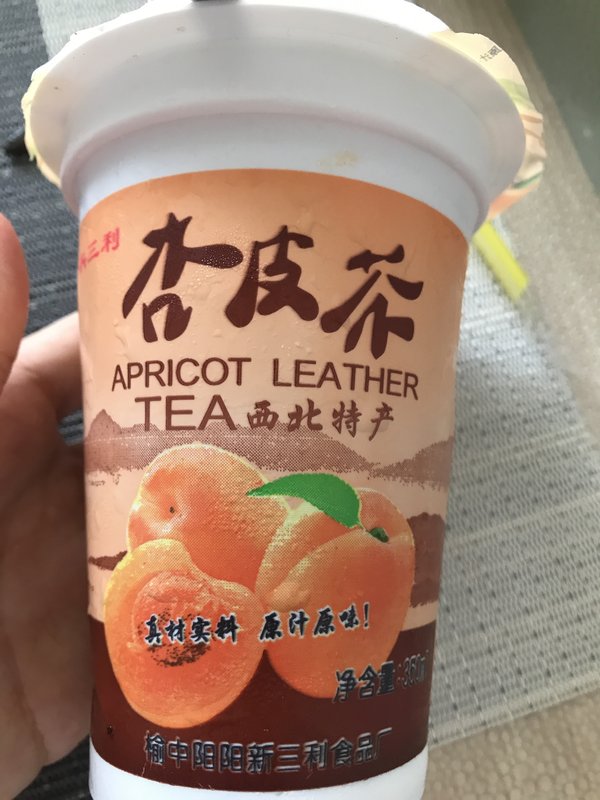 三利
杏皮茶
APRICOT LEATHER
TEA 西北特产
真材实料 原汁原味!
净含量:360ml
榆中阳阳新三利食品厂